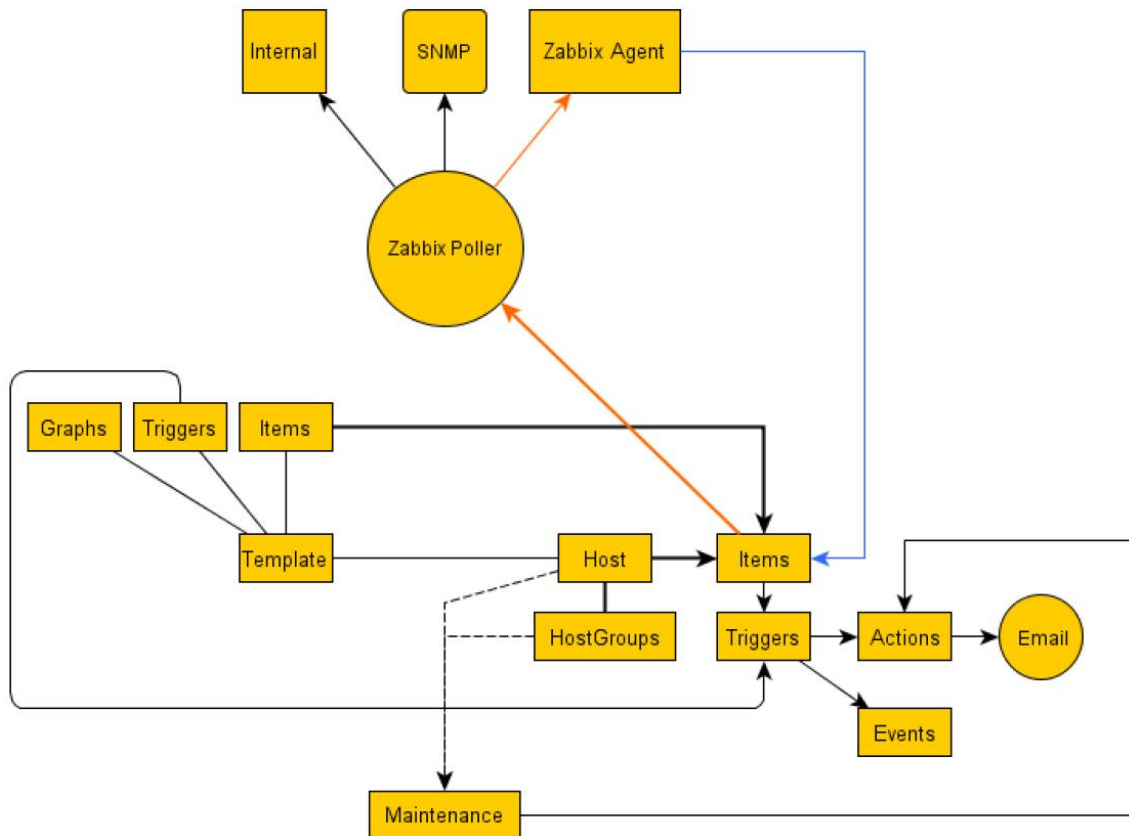 Internal
SNMP
Zabbix Agent
Zabbix Poller
Graphs
Triggers
Items
Template
Host
Items
HostGroups
Triggers
Actions
Email
Events
Maintenance